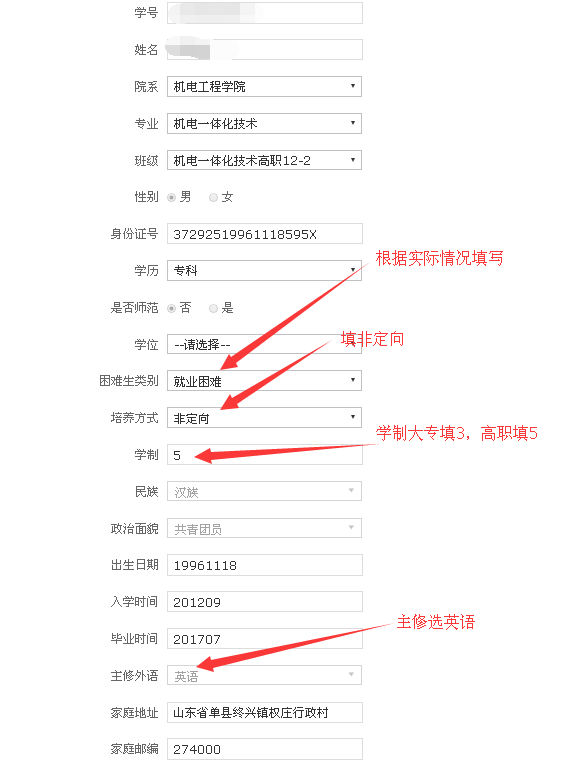 学号
姓名
院系 机电工程学院
专业 机电一体化技术
班级 机电一体化技术高职12-2
性别 男 女
身份证号 37292519961118595X
学历 专科
根据实际情况填写
是否师范 否 是
学位 --请选择--
填非定向
困难生类别 就业困难
培养方式 非定向
学制 5
学制大专填3，高职填5
民族 汉族
政治面貌 共青团员
出生日期 19961118
入学时间 201209
毕业时间 201707
主修选英语
主修外语 英语
家庭地址 山东省单县终兴镇权庄行政村
家庭邮编 274000